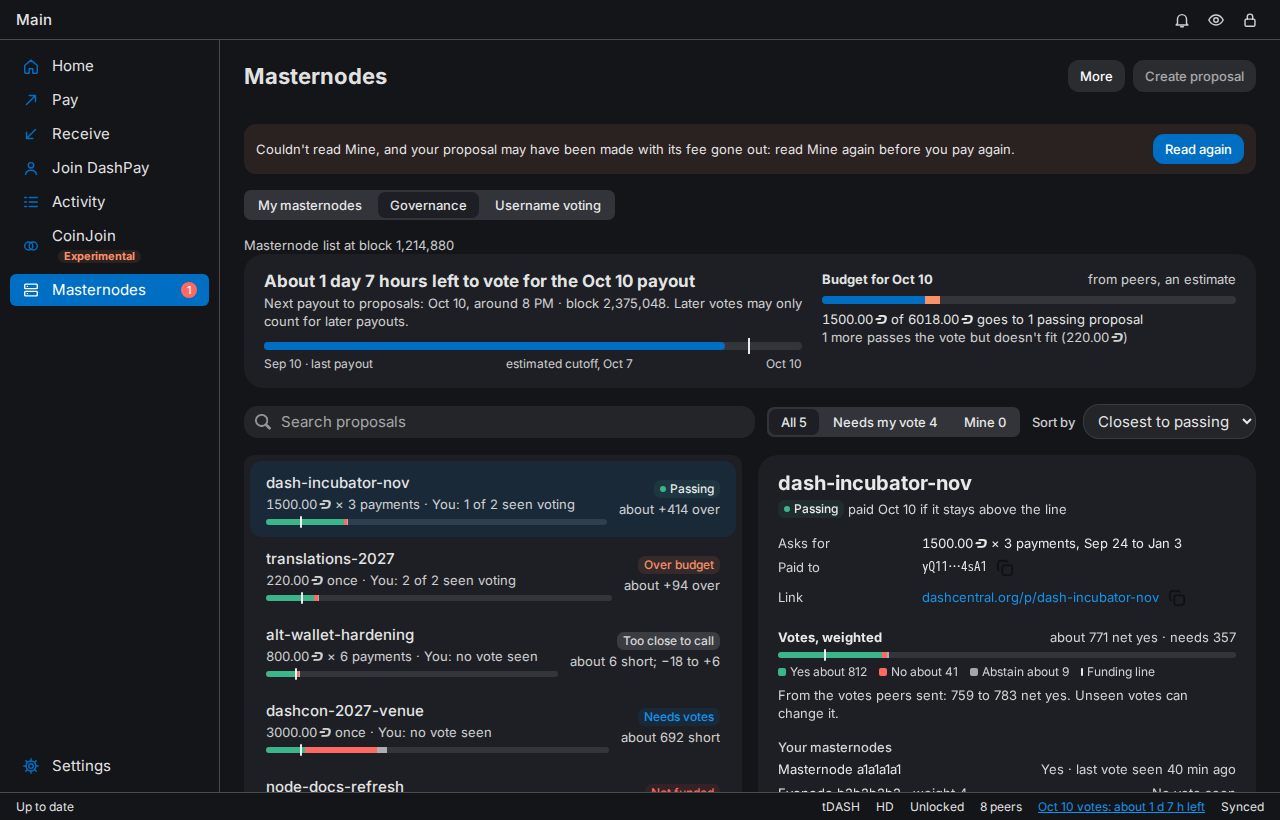 Main
Home
Pay
Receive
Join DashPay
Activity
CoinJoin
Experimental
Masternodes
1
Settings
Masternodes
More
Create proposal
Couldn't read Mine, and your proposal may have been made with its fee gone out: read Mine again before you pay again.
Read again
My masternodes
Governance
Username voting
Masternode list at block 1,214,880
About 1 day 7 hours left to vote for the Oct 10 payout
Next payout to proposals: Oct 10, around 8 PM · block 2,375,048. Later votes may only
count for later payouts.
Sep 10 · last payout
estimated cutoff, Oct 7
Oct 10
Budget for Oct 10
from peers, an estimate
1500.00 of 6018.00 goes to 1 passing proposal
1 more passes the vote but doesn't fit (220.00)
Search proposals
All 5
Needs my vote 4
Mine 0
Sort by
Closest to passing
dash-incubator-nov
Passing
1500.00 × 3 payments · You: 1 of 2 seen voting
about +414 over
translations-2027
Over budget
220.00 once · You: 2 of 2 seen voting
about +94 over
alt-wallet-hardening
Too close to call
800.00 × 6 payments · You: no vote seen
about 6 short; −18 to +6
dashcon-2027-venue
Needs votes
3000.00 once · You: no vote seen
about 692 short
node-docs-refresh
Not funded
dash-incubator-nov
Passing
paid Oct 10 if it stays above the line
Asks for
1500.00 × 3 payments, Sep 24 to Jan 3
Paid to
yQ11···4sA1
Link
dashcentral.org/p/dash-incubator-nov
Votes, weighted
about 771 net yes · needs 357
Yes about 812
No about 41
Abstain about 9
Funding line
From the votes peers sent: 759 to 783 net yes. Unseen votes can
change it.
Your masternodes
Masternode a1a1a1a1
Yes · last vote seen 40 min ago
Evonode b2b2b2b2 · weight 4
No vote seen
Up to date
tDASH
HD
Unlocked
8 peers
Oct 10 votes: about 1 d 7 h left
Synced